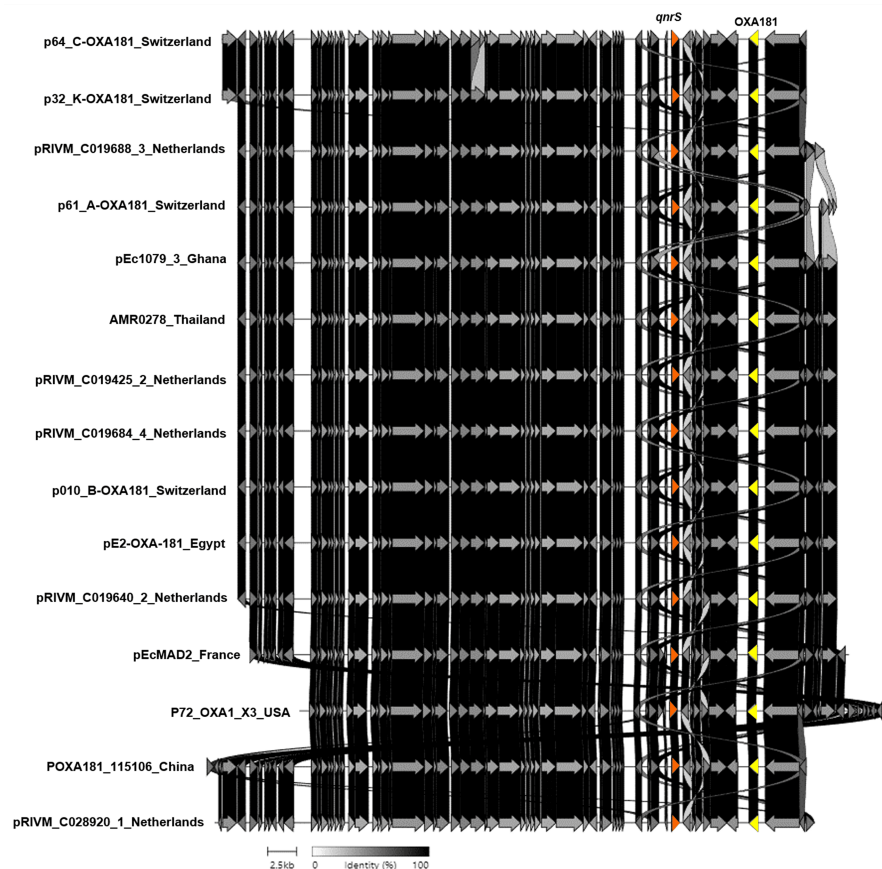 qnrS
OXA181
p64_C-OXA181_Switzerland
p32_K-OXA181_Switzerland
pRIVM_C019688_3_Netherlands
p61_A-OXA181_Switzerland
pEc1079_3_Ghana
AMR0278_Thailand
pRIVM_C019425_2_Netherlands
pRIVM_C019684_4_Netherlands
p010_B-OXA181_Switzerland
pE2-OXA-181_Egypt
pRIVM_C019640_2_Netherlands
pEcMAD2_France
P72_OXA1_X3_USA
POXA181_115106_China
pRIVM_C028920_1_Netherlands
2.5kb
0 Identity (%) 100